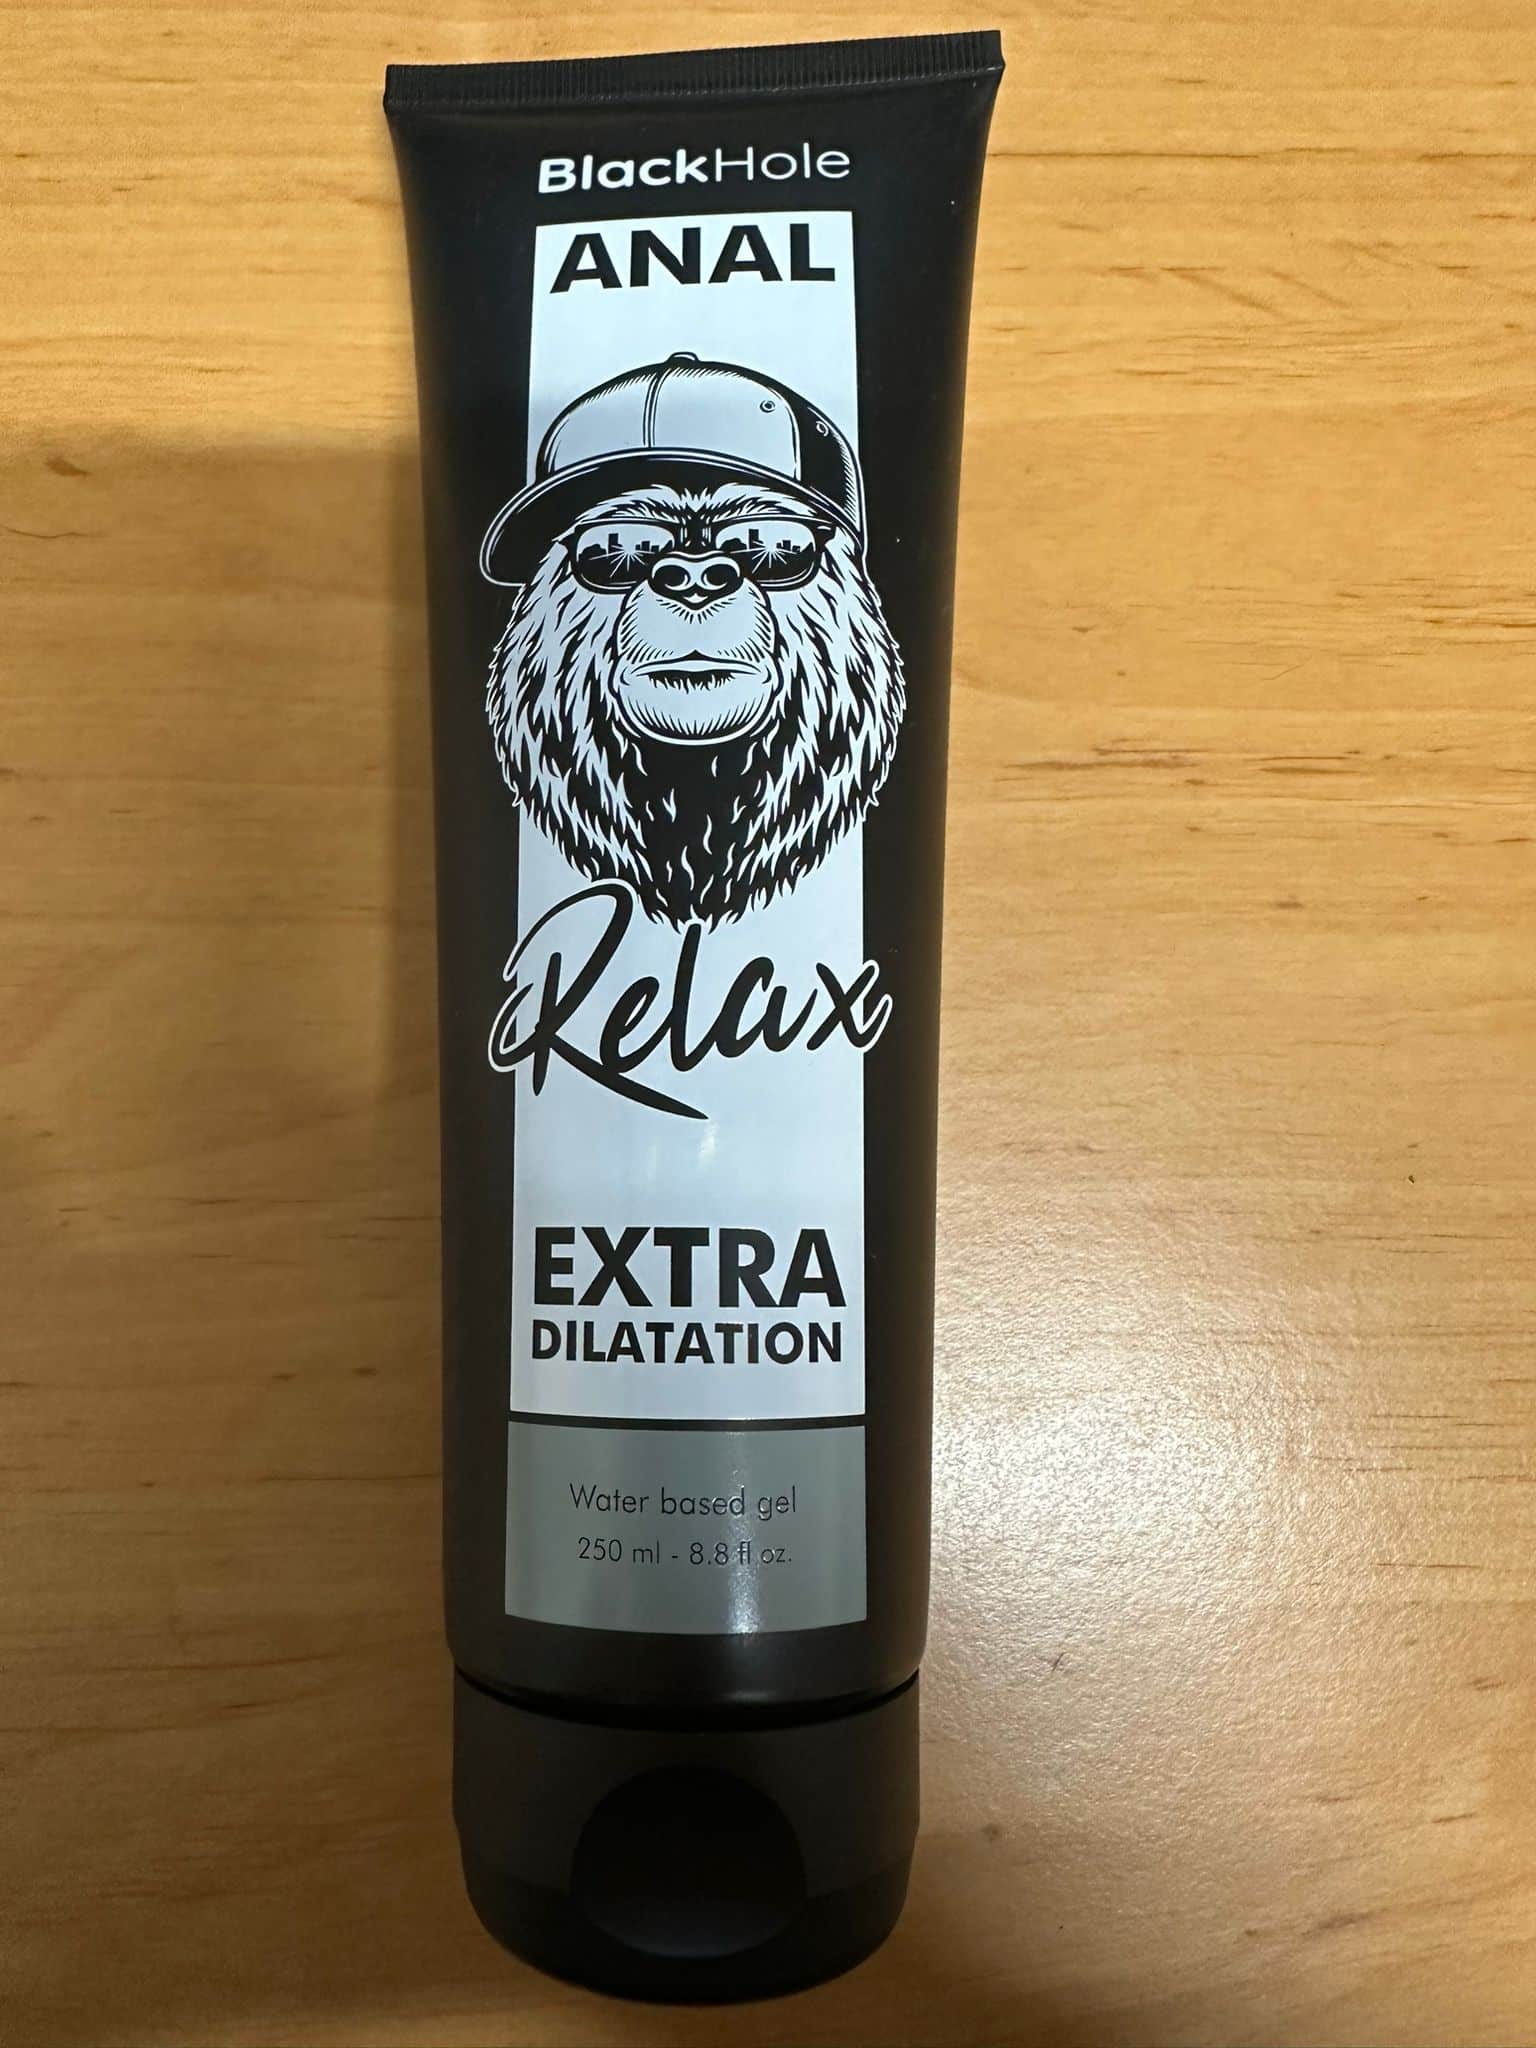 BlackHole
ANAL
Relax
EXTRA
DILATATION
Water based gel
250 ml - 8.8 fl oz.